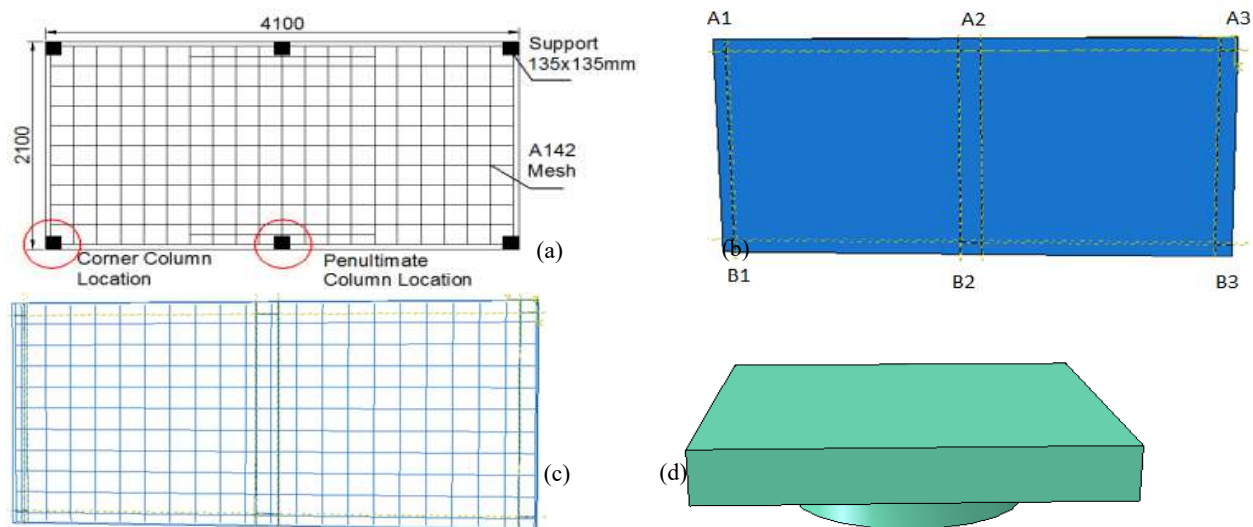 4100
2100
Support
135x135mm
A142
Mesh
Corner Column
Location
Penultimate
Column Location
(a)
A1
A2
A3
(b)
B1
B2
B3
(c)
(d)